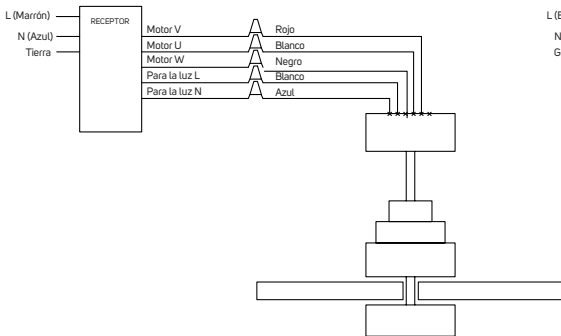 L (Marrón)
N (Azul)
Tierra
RECEPTOR
Motor V
Rojo
Motor U
Blanco
Motor W
Negro
Para la luz L
Blanco
Para la luz N
Azul
L (
N
G